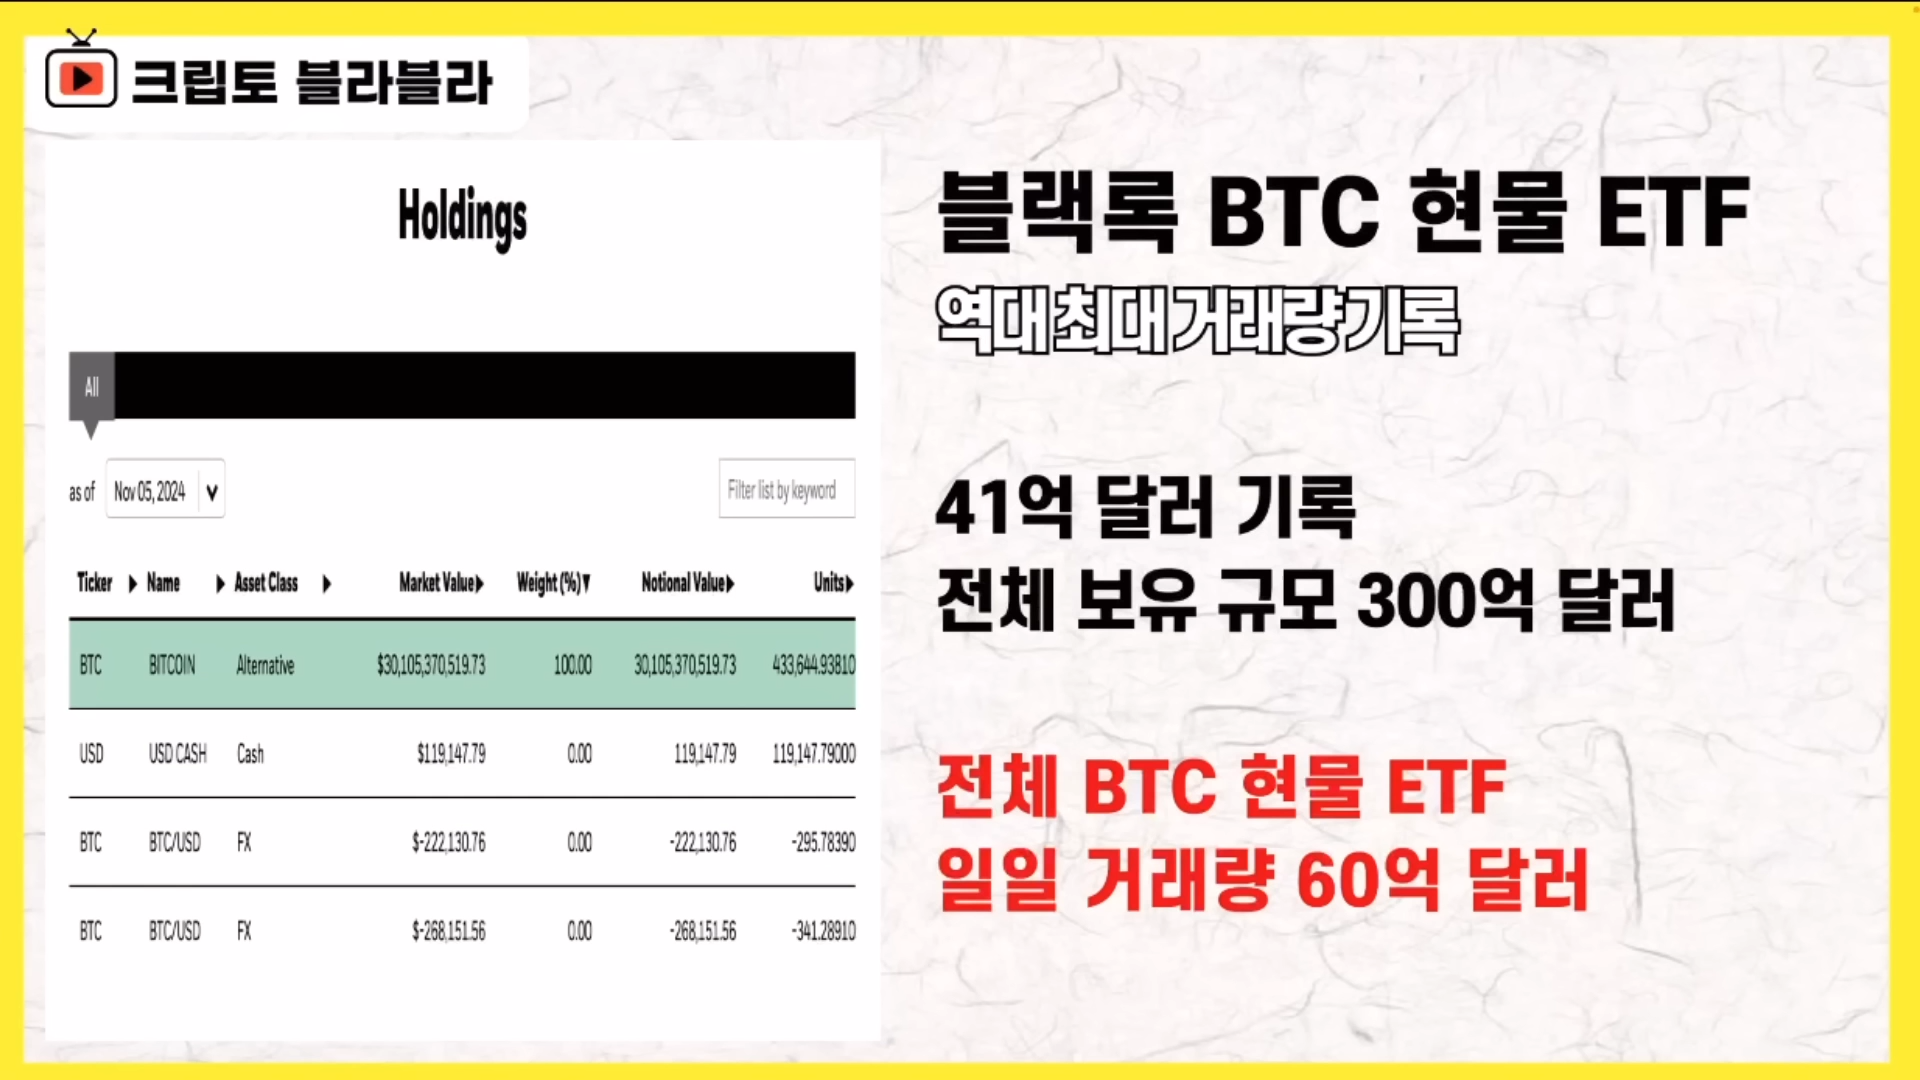 크립토 블라블라
Holdings
All
as of Nov 05, 2024 Filter list by keyword
Ticker Name Asset Class Market Value Weight (%) Notional Value Units
BTC BITCOIN Alternative $30,105,370,519.73 100.00 30,105,370,519.73 433,644.93810
USD USD CASH Cash $119,147.79 0.00 119,147.79 119,147.79000
BTC BTC/USD FX $-222,130.76 0.00 -222,130.76 -295.78390
BTC BTC/USD FX $-268,151.56 0.00 -268,151.56 -341.28910
블랙록 BTC 현물 ETF
역대 최대 거래량 기록
41억 달러 기록
전체 보유 규모 300억 달러
전체 BTC 현물 ETF
일일 거래량 60억 달러